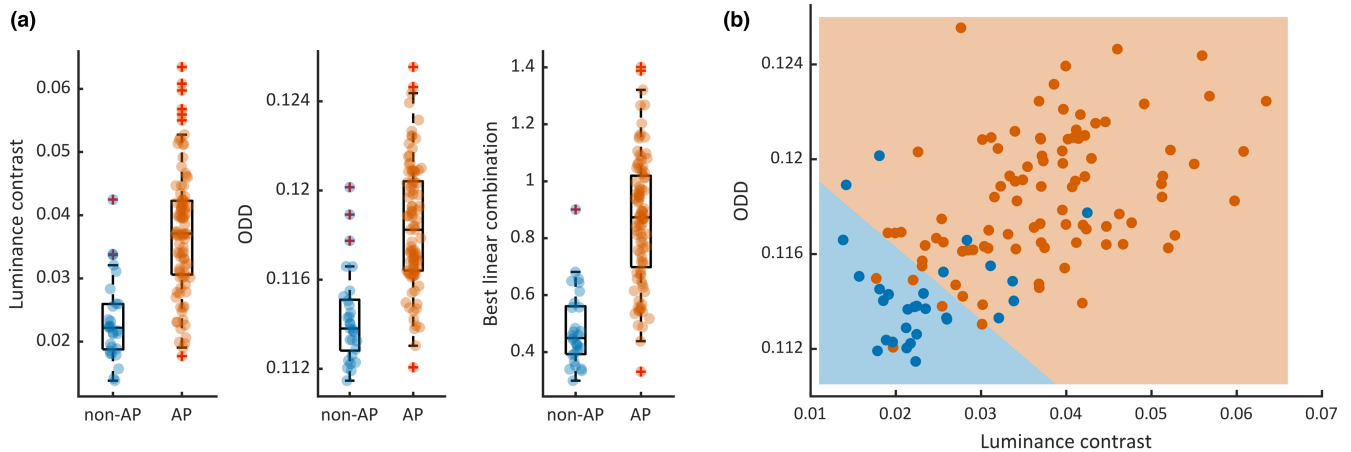 (a)
Luminance contrast
0.06
0.05
0.04
0.03
0.02
non-AP
AP
ODD
0.124
0.12
0.116
0.112
non-AP
AP
Best linear combination
1.4
1.2
1
0.8
0.6
0.4
non-AP
AP
(b)
ODD
0.124
0.12
0.116
0.112
0.01
0.02
0.03
0.04
0.05
0.06
0.07
Luminance contrast